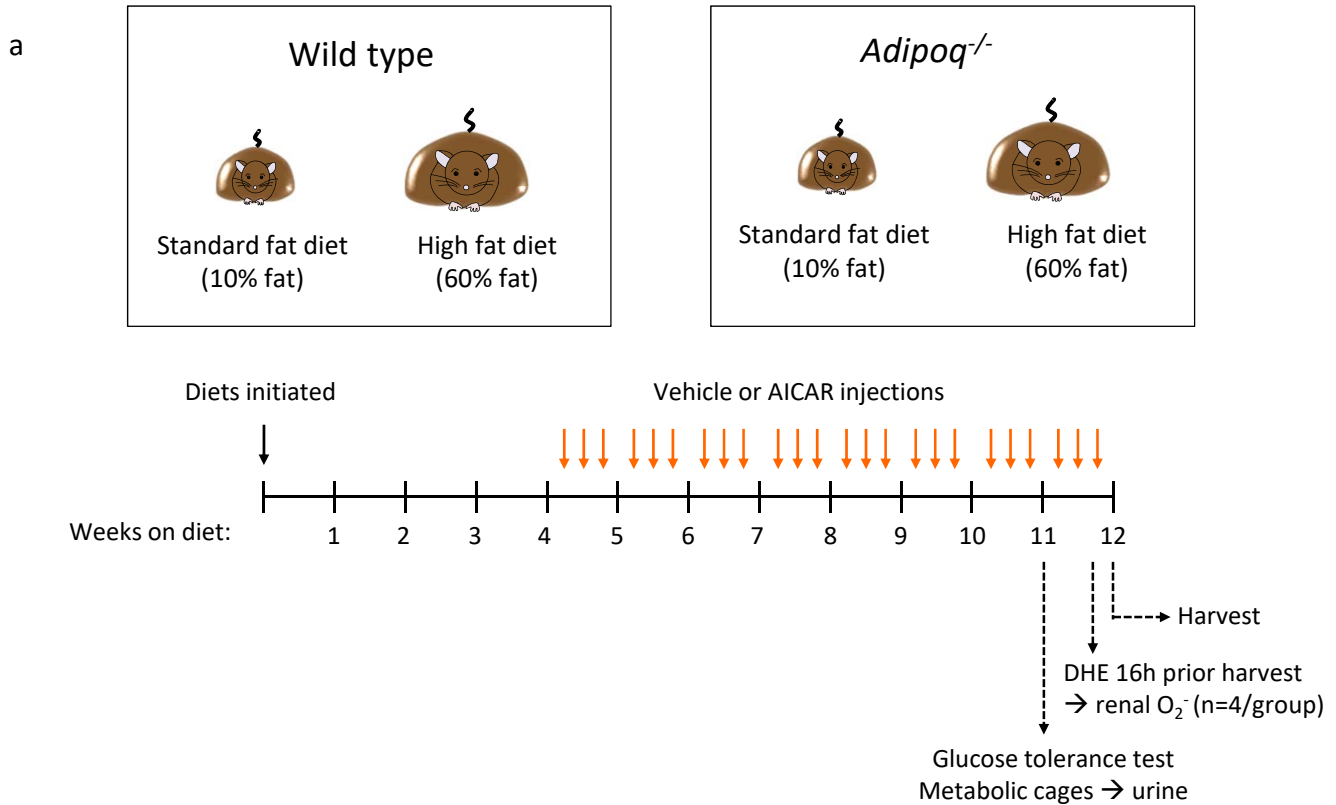 a
Wild type
Standard fat diet
(10% fat)
High fat diet
(60% fat)
Adipoq-/-
Standard fat diet
(10% fat)
High fat diet
(60% fat)
Diets initiated
Vehicle or AICAR injections
Weeks on diet:
1 2 3 4 5 6 7 8 9 10 11 12
Harvest
DHE 16h prior harvest
→ renal O₂⁻ (n=4/group)
Glucose tolerance test
Metabolic cages → urine